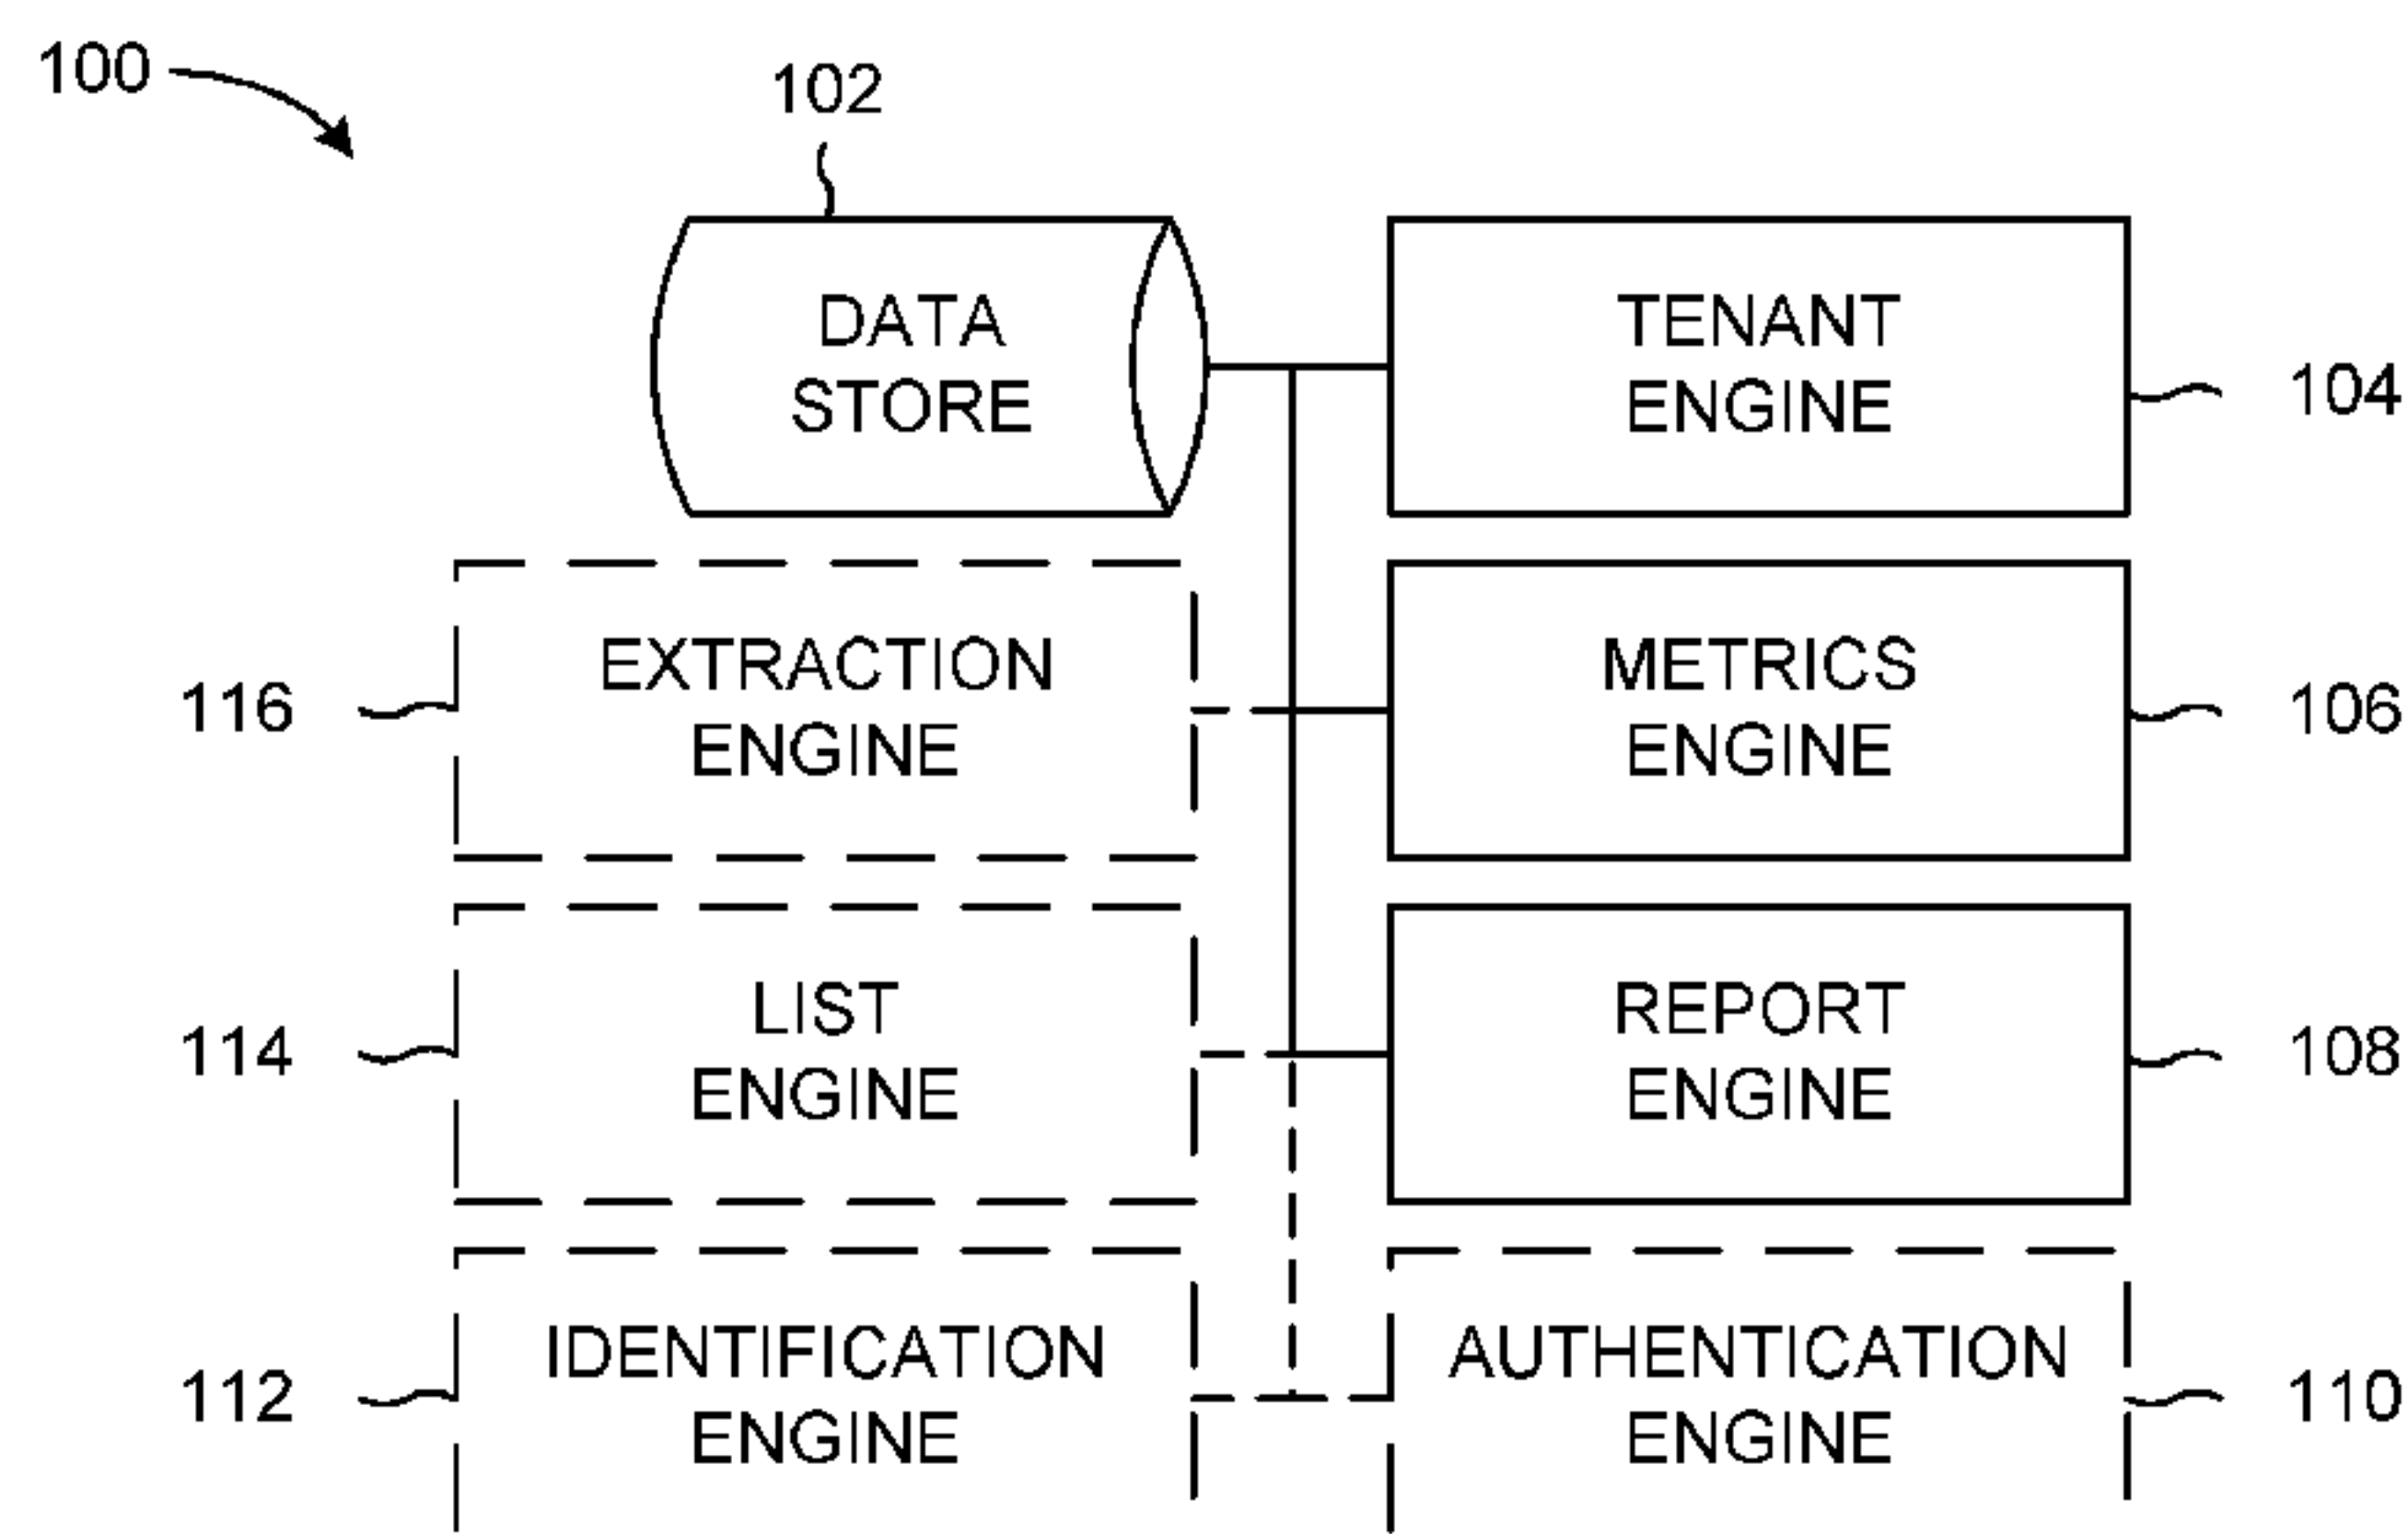 100
102
DATA
STORE
TENANT
ENGINE
104
116
EXTRACTION
ENGINE
METRICS
ENGINE
106
114
LIST
ENGINE
REPORT
ENGINE
108
112
IDENTIFICATION
ENGINE
AUTHENTICATION
ENGINE
110